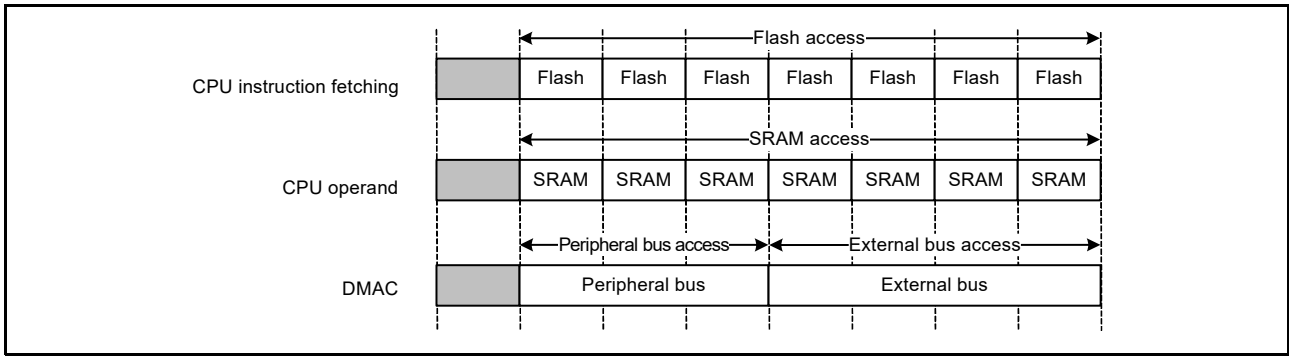 Flash access
CPU instruction fetching Flash Flash Flash Flash Flash Flash Flash
SRAM access
CPU operand SRAM SRAM SRAM SRAM SRAM SRAM SRAM
Peripheral bus access External bus access
DMAC Peripheral bus External bus